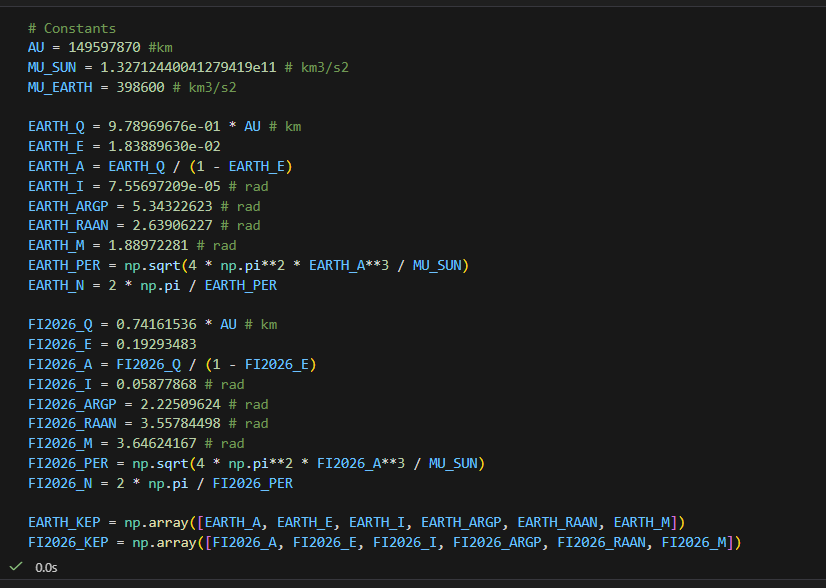 # Constants
AU = 149597870 #km
MU_SUN = 1.32712440041279419e11 # km3/s2
MU_EARTH = 398600 # km3/s2
EARTH_Q = 9.78969676e-01 * AU # km
EARTH_E = 1.83889630e-02
EARTH_A = EARTH_Q / (1 - EARTH_E)
EARTH_I = 7.55697209e-05 # rad
EARTH_ARGP = 5.34322623 # rad
EARTH_RAAN = 2.63906227 # rad
EARTH_M = 1.88972281 # rad
EARTH_PER = np.sqrt(4 * np.pi**2 * EARTH_A**3 / MU_SUN)
EARTH_N = 2 * np.pi / EARTH_PER
FI2026_Q = 0.74161536 * AU # km
FI2026_E = 0.19293483
FI2026_A = FI2026_Q / (1 - FI2026_E)
FI2026_I = 0.05877868 # rad
FI2026_ARGP = 2.22509624 # rad
FI2026_RAAN = 3.55784498 # rad
FI2026_M = 3.64624167 # rad
FI2026_PER = np.sqrt(4 * np.pi**2 * FI2026_A**3 / MU_SUN)
FI2026_N = 2 * np.pi / FI2026_PER
EARTH_KEP = np.array([EARTH_A, EARTH_E, EARTH_I, EARTH_ARGP, EARTH_RAAN, EARTH_M])
FI2026_KEP = np.array([FI2026_A, FI2026_E, FI2026_I, FI2026_ARGP, FI2026_RAAN, FI2026_M])
0.0s